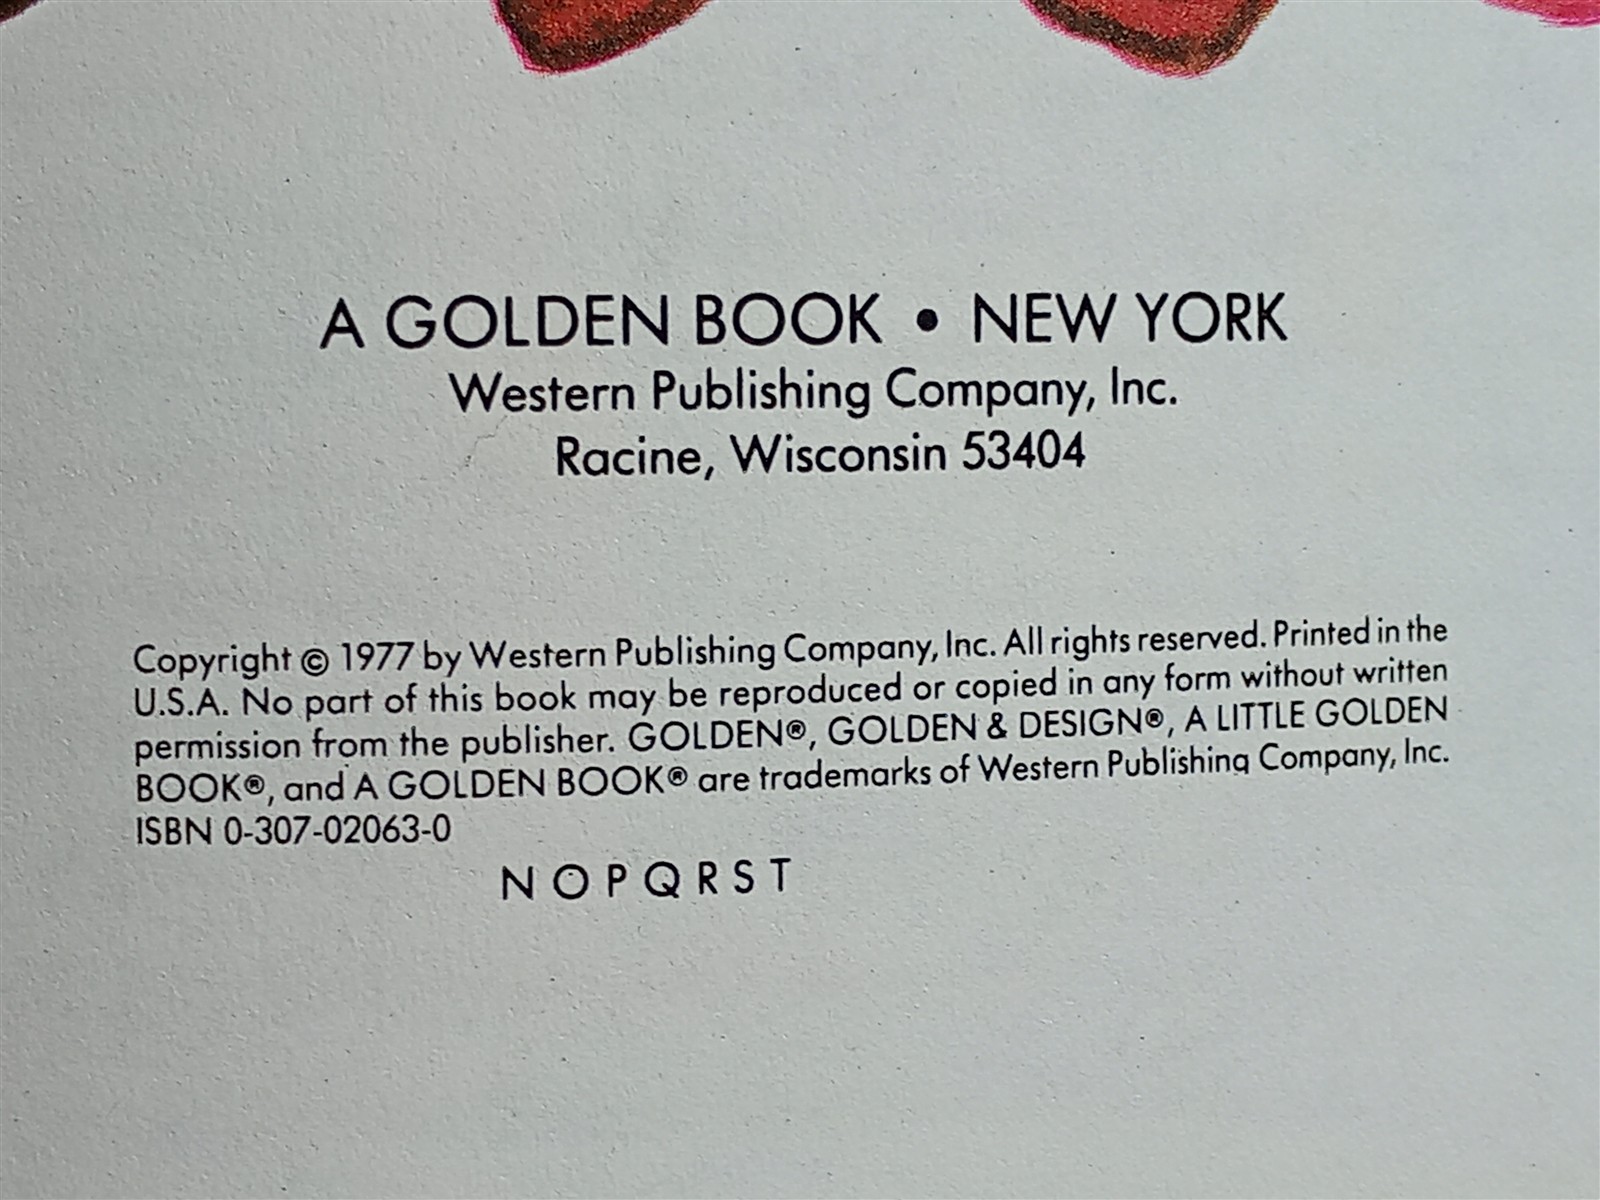 A GOLDEN BOOK • NEW YORK
Western Publishing Company, Inc.
Racine, Wisconsin 53404
Copyright © 1977 by Western Publishing Company, Inc. All rights reserved. Printed in the
U.S.A. No part of this book may be reproduced or copied in any form without written
permission from the publisher. GOLDEN®, GOLDEN & DESIGN®, A LITTLE GOLDEN
BOOK®, and A GOLDEN BOOK® are trademarks of Western Publishing Company, Inc.
ISBN 0-307-02063-0
N O P Q R S T